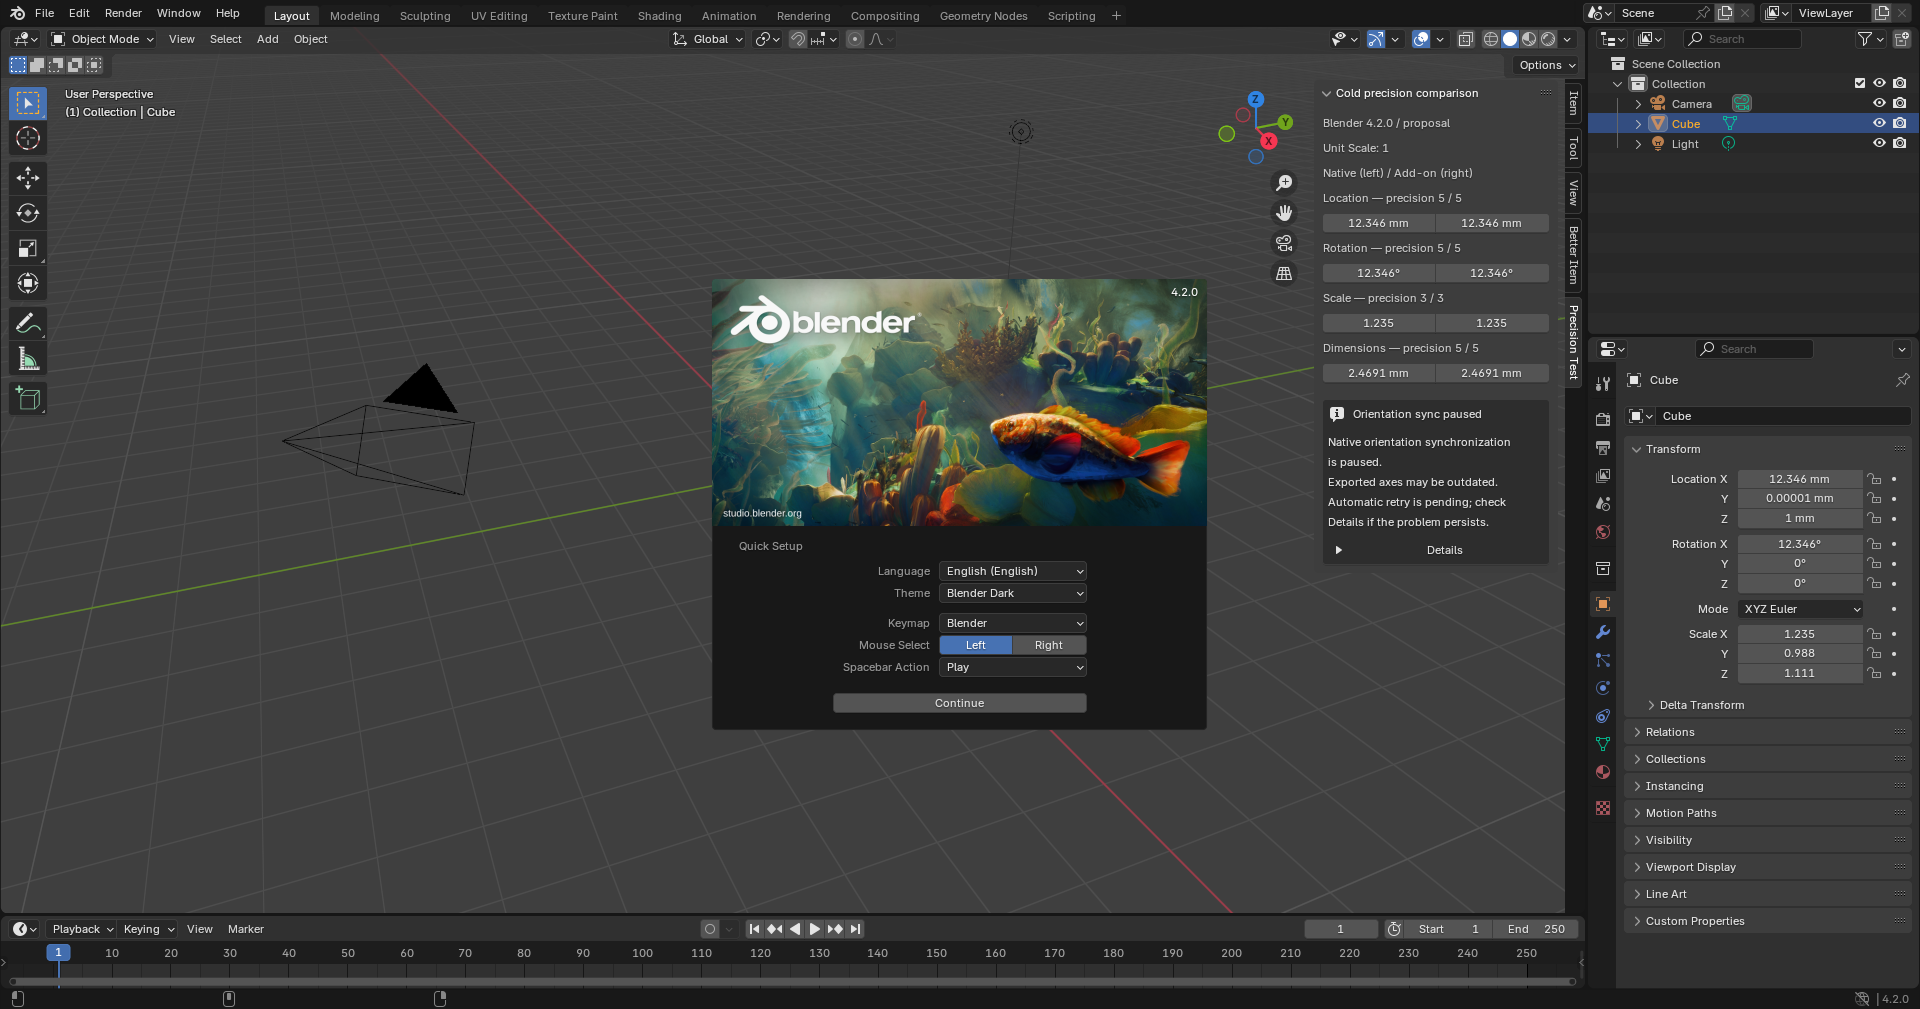 File Edit Render Window Help
Layout Modeling Sculpting UV Editing Texture Paint Shading Animation Rendering Compositing Geometry Nodes Scripting +
Scene
ViewLayer
Object Mode View Select Add Object
Global
Options
User Perspective
(1) Collection | Cube
Z
Y
X
Cold precision comparison
Blender 4.2.0 / proposal
Unit Scale: 1
Native (left) / Add-on (right)
Location — precision 5 / 5
12.346 mm 12.346 mm
Rotation — precision 5 / 5
12.346° 12.346°
Scale — precision 3 / 3
1.235 1.235
Dimensions — precision 5 / 5
2.4691 mm 2.4691 mm
Orientation sync paused
Native orientation synchronization
is paused.
Exported axes may be outdated.
Automatic retry is pending; check
Details if the problem persists.
Details
Item
Tool
View
Better Item
Precision Test
4.2.0
blender
studio.blender.org
Quick Setup
Language English (English)
Theme Blender Dark
Keymap Blender
Mouse Select Left Right
Spacebar Action Play
Continue
Search
Scene Collection
Collection
Camera
Cube
Light
Search
Cube
Cube
Transform
Location X 12.346 mm
Y 0.00001 mm
Z 1 mm
Rotation X 12.346°
Y 0°
Z 0°
Mode XYZ Euler
Scale X 1.235
Y 0.988
Z 1.111
Delta Transform
Relations
Collections
Instancing
Motion Paths
Visibility
Viewport Display
Line Art
Custom Properties
Playback Keying View Marker
1 Start 1 End 250
1 10 20 30 40 50 60 70 80 90 100 110 120 130 140 150 160 170 180 190 200 210 220 230 240 250
4.2.0